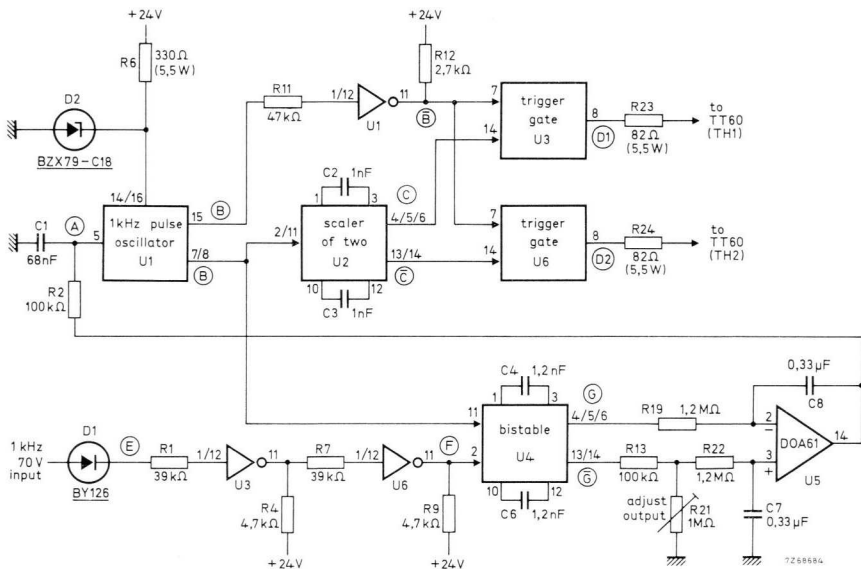 +24V
+24V
R6
330Ω
(5,5W)
R12
2,7kΩ
D2
BZX79-C18
R11
47kΩ
1/12
11
U1
B̅
7
14
trigger
gate
U3
8
D1
R23
82Ω
(5,5W)
to
TT60
(TH1)
14/16
C1
68nF
A
5
1kHz pulse
oscillator
U1
15
B
7/8
B
R2
100kΩ
C2
1nF
1
3
2/11
scaler
of two
U2
4/5/6
C
13/14
C̅
10
12
C3
1nF
7
14
trigger
gate
U6
8
D2
R24
82Ω
(5,5W)
to
TT60
(TH2)
C4
1,2nF
1
3
11
2
bistable
U4
4/5/6
G
13/14
G̅
10
12
C6
1,2nF
R19
1,2MΩ
0,33µF
C8
2
−
DOA61
14
3
+
U5
R13
100kΩ
R22
1,2MΩ
adjust
output
R21
1MΩ
C7
0,33µF
1kHz
70V
input
D1
BY126
E
R1
39kΩ
1/12
11
U3
R4
4,7kΩ
+24V
R7
39kΩ
1/12
11
U6
F
R9
4,7kΩ
+24V
7Z68684